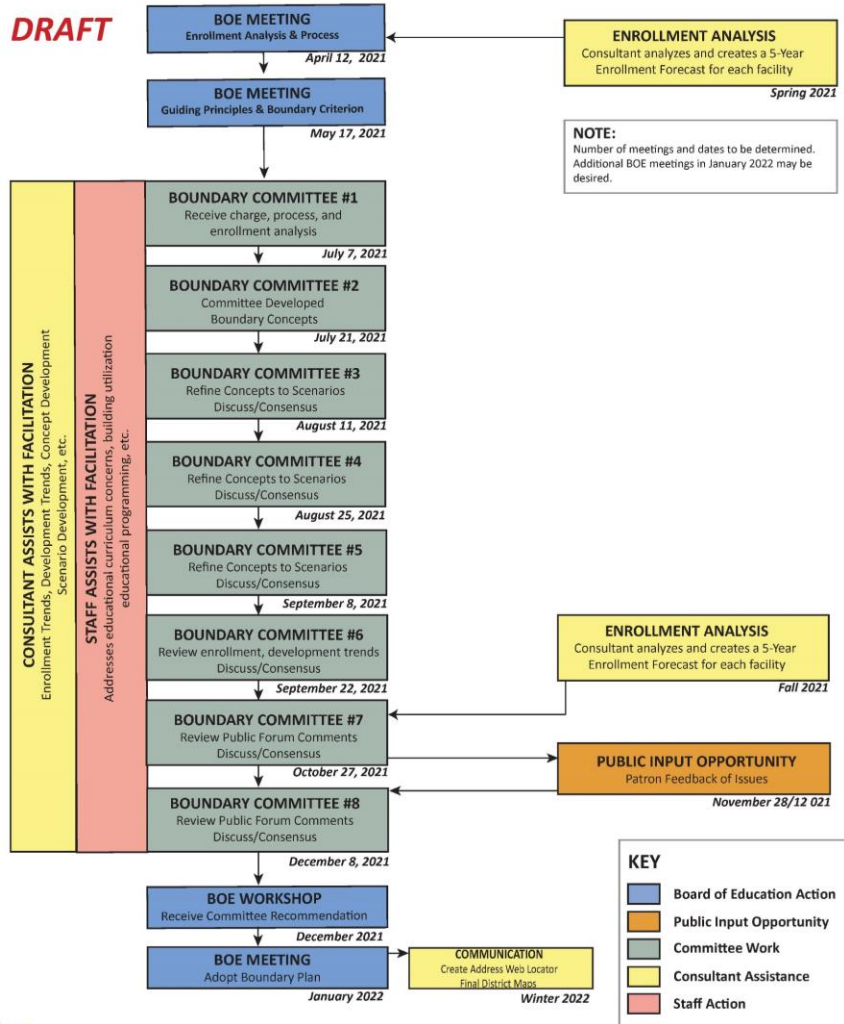 DRAFT
BOE MEETING
Enrollment Analysis & Process
April 12, 2021
ENROLLMENT ANALYSIS
Consultant analyzes and creates a 5-Year
Enrollment Forecast for each facility
Spring 2021
BOE MEETING
Guiding Principles & Boundary Criterion
May 17, 2021
NOTE:
Number of meetings and dates to be determined.
Additional BOE meetings in January 2022 may be
desired.
CONSULTANT ASSISTS WITH FACILITATION
Enrollment Trends, Development Trends, Concept Development
Scenario Development, etc.
STAFF ASSISTS WITH FACILITATION
Addresses educational curriculum concerns, building utilization
educational programming, etc.
BOUNDARY COMMITTEE #1
Receive charge, process, and
enrollment analysis
July 7, 2021
BOUNDARY COMMITTEE #2
Committee Developed
Boundary Concepts
July 21, 2021
BOUNDARY COMMITTEE #3
Refine Concepts to Scenarios
Discuss/Consensus
August 11, 2021
BOUNDARY COMMITTEE #4
Refine Concepts to Scenarios
Discuss/Consensus
August 25, 2021
BOUNDARY COMMITTEE #5
Refine Concepts to Scenarios
Discuss/Consensus
September 8, 2021
BOUNDARY COMMITTEE #6
Review enrollment, development trends
Discuss/Consensus
September 22, 2021
ENROLLMENT ANALYSIS
Consultant analyzes and creates a 5-Year
Enrollment Forecast for each facility
Fall 2021
BOUNDARY COMMITTEE #7
Review Public Forum Comments
Discuss/Consensus
October 27, 2021
PUBLIC INPUT OPPORTUNITY
Patron Feedback of Issues
November 28/12 021
BOUNDARY COMMITTEE #8
Review Public Forum Comments
Discuss/Consensus
December 8, 2021
BOE WORKSHOP
Receive Committee Recommendation
December 2021
BOE MEETING
Adopt Boundary Plan
January 2022
COMMUNICATION
Create Address Web Locator
Final District Maps
Winter 2022
KEY
Board of Education Action
Public Input Opportunity
Committee Work
Consultant Assistance
Staff Action